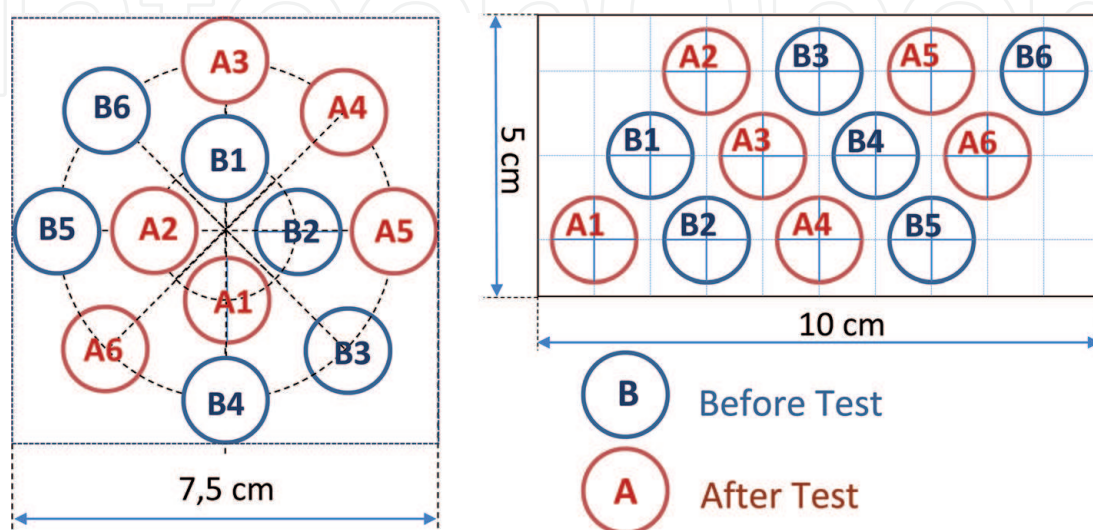 A3
B6
A4
B1
B5
A2
B2
A5
A1
A6
B3
B4
7,5 cm
A2
B3
A5
B6
B1
A3
B4
A6
A1
B2
A4
B5
5 cm
10 cm
B Before Test
A After Test